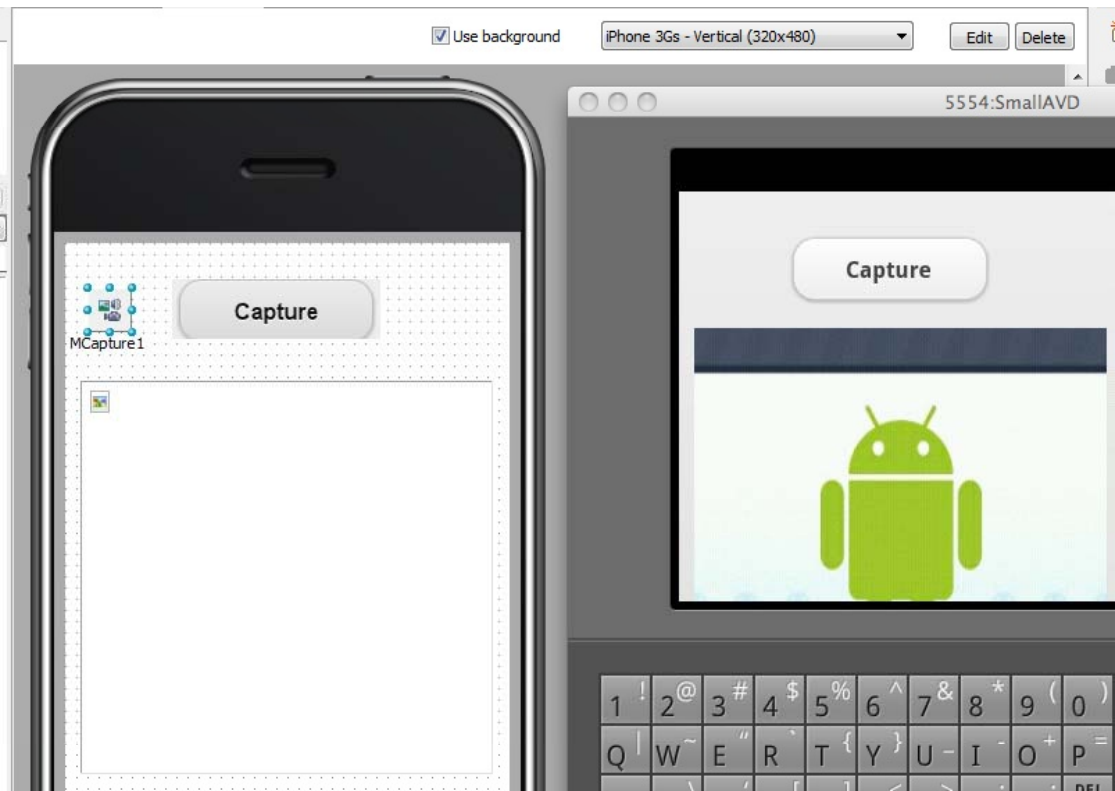 Use background
iPhone 3Gs - Vertical (320x480)
Edit
Delete
5554:SmallAVD
Capture
MCapture1
Capture
1 ! 2 @ 3 # 4 $ 5 % 6 ^ 7 & 8 * 9 ( 0 )
Q | W ~ E " R ` T { Y } U _ I - O + P =